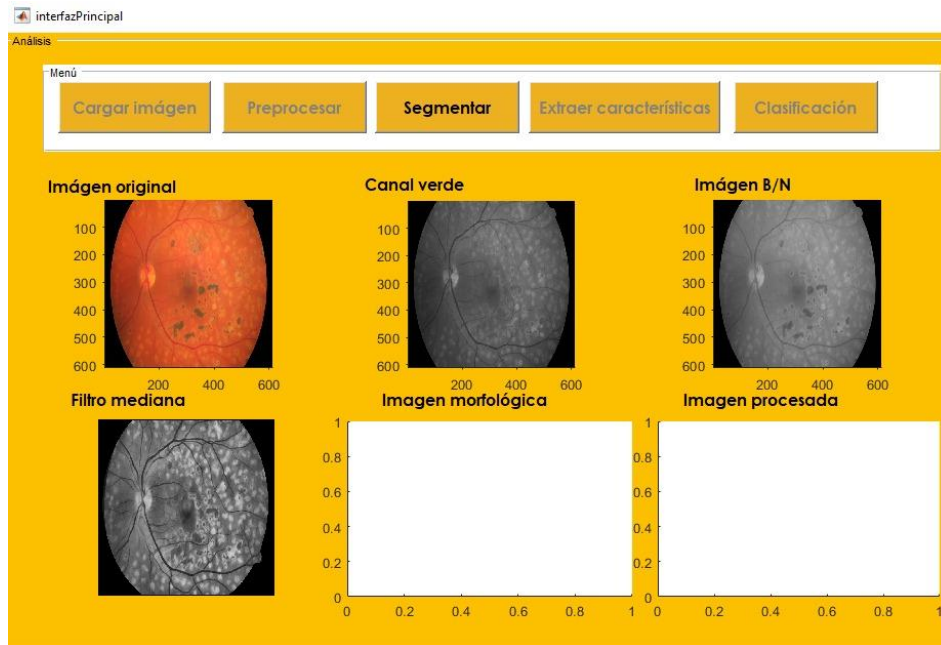 interfazPrincipal
Análisis
Menú
Cargar imágen Preprocesar Segmentar Extraer características Clasificación
Imágen original Canal verde Imágen B/N
100 100 100
200 200 200
300 300 300
400 400 400
500 500 500
600 600 600
200 400 600 200 400 600 200 400 600
Filtro mediana Imagen morfológica Imagen procesada
1 1
0.8 0.8
0.6 0.6
0.4 0.4
0.2 0.2
0 0
0 0.2 0.4 0.6 0.8 1 0 0.2 0.4 0.6 0.8 1